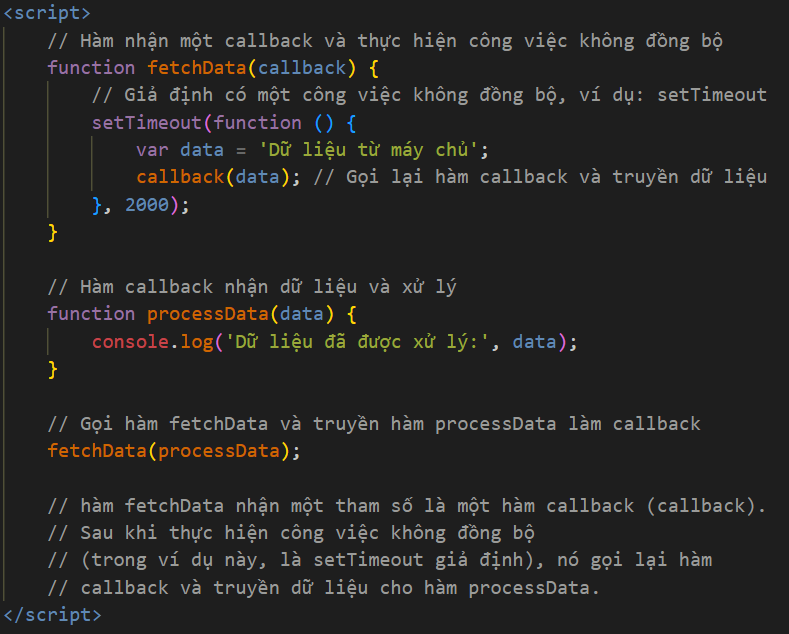 <script>
// Hàm nhận một callback và thực hiện công việc không đồng bộ
function fetchData(callback) {
// Giả định có một công việc không đồng bộ, ví dụ: setTimeout
setTimeout(function () {
var data = 'Dữ liệu từ máy chủ';
callback(data); // Gọi lại hàm callback và truyền dữ liệu
}, 2000);
}
// Hàm callback nhận dữ liệu và xử lý
function processData(data) {
console.log('Dữ liệu đã được xử lý:', data);
}
// Gọi hàm fetchData và truyền hàm processData làm callback
fetchData(processData);
// hàm fetchData nhận một tham số là một hàm callback (callback).
// Sau khi thực hiện công việc không đồng bộ
// (trong ví dụ này, là setTimeout giả định), nó gọi lại hàm
// callback và truyền dữ liệu cho hàm processData.
</script>